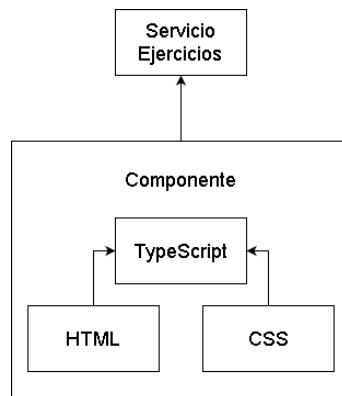 Servicio
Ejercicios
Componente
TypeScript
HTML
CSS